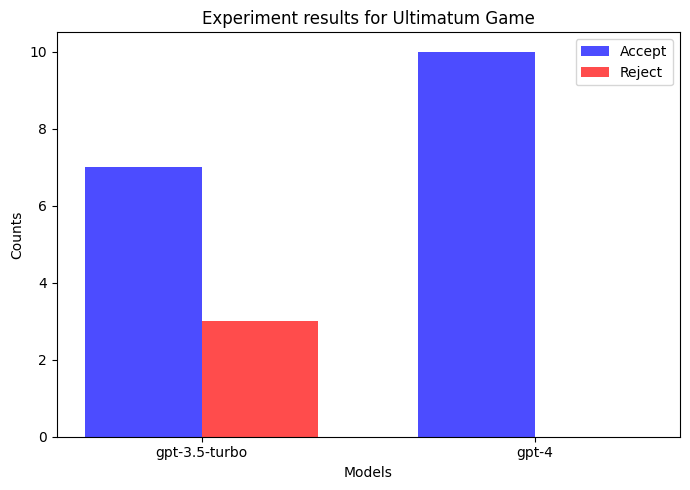 Experiment results for Ultimatum Game
Accept
Reject
10
8
6
4
2
0
Counts
gpt-3.5-turbo
gpt-4
Models